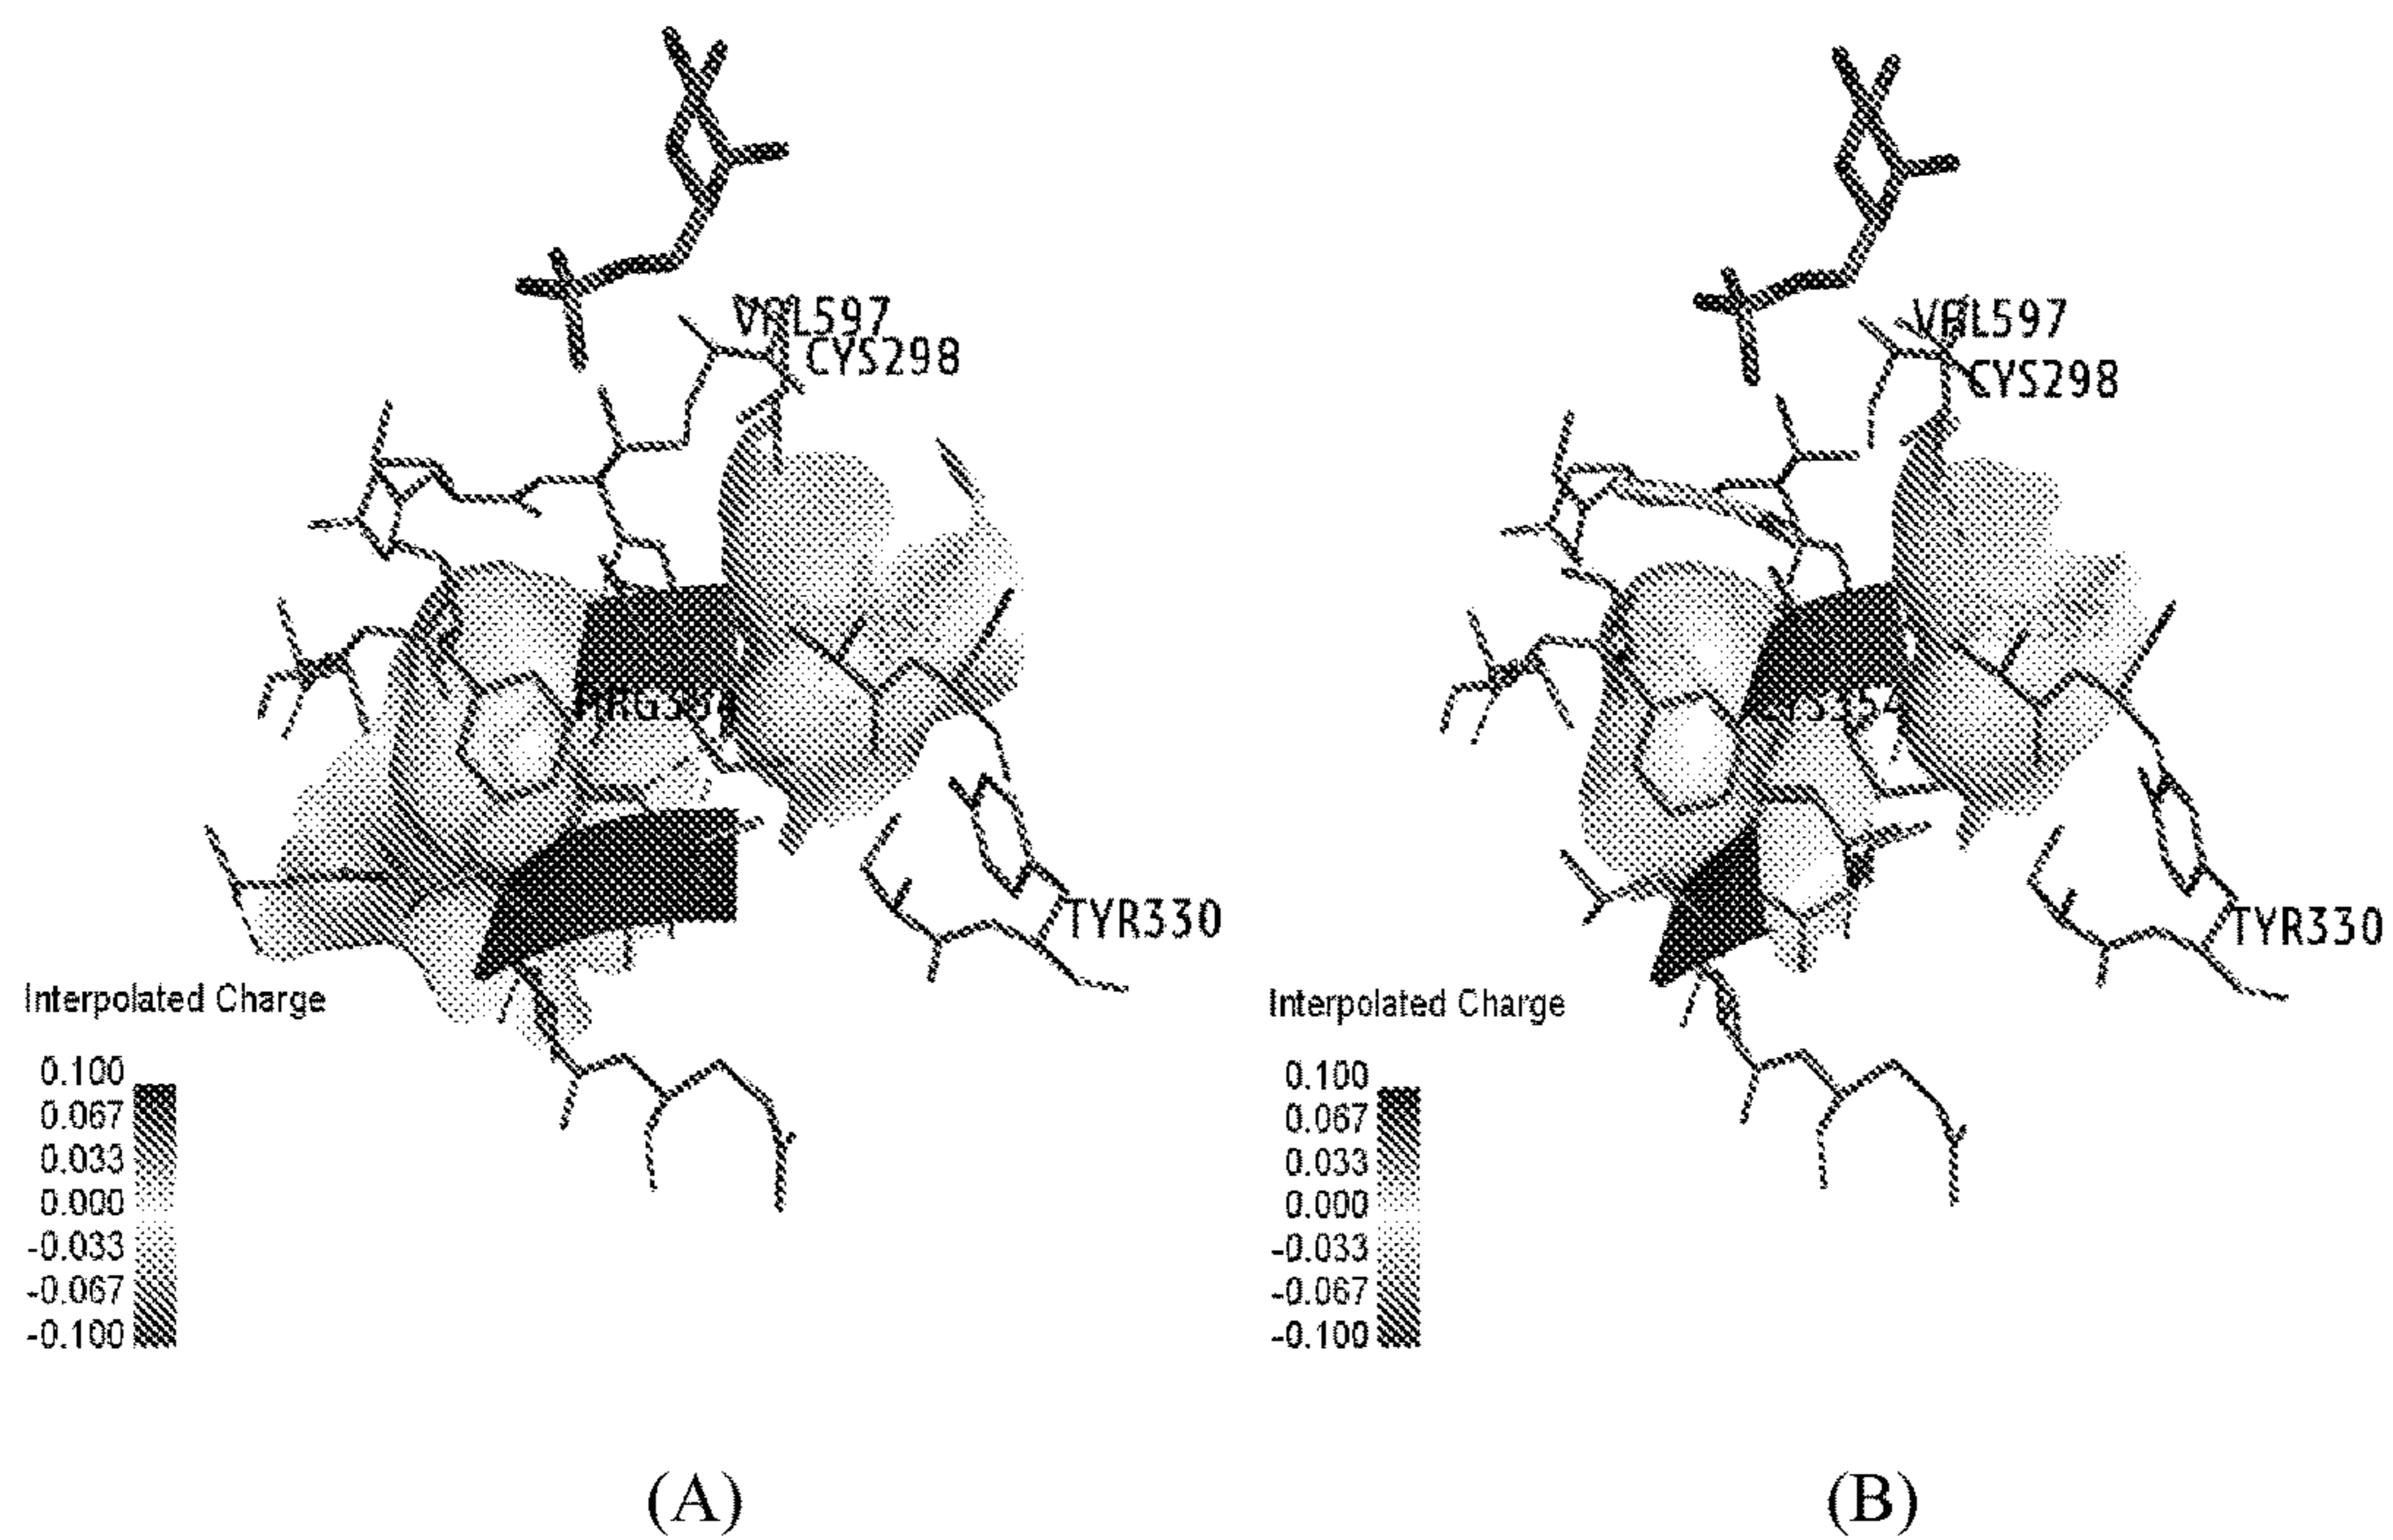 VAL597
CYS298
TYR330
Interpolated Charge
0.100
0.067
0.033
0.000
-0.033
-0.067
-0.100
(A)
VAL597
CYS298
TYR330
Interpolated Charge
0.100
0.067
0.033
0.000
-0.033
-0.067
-0.100
(B)